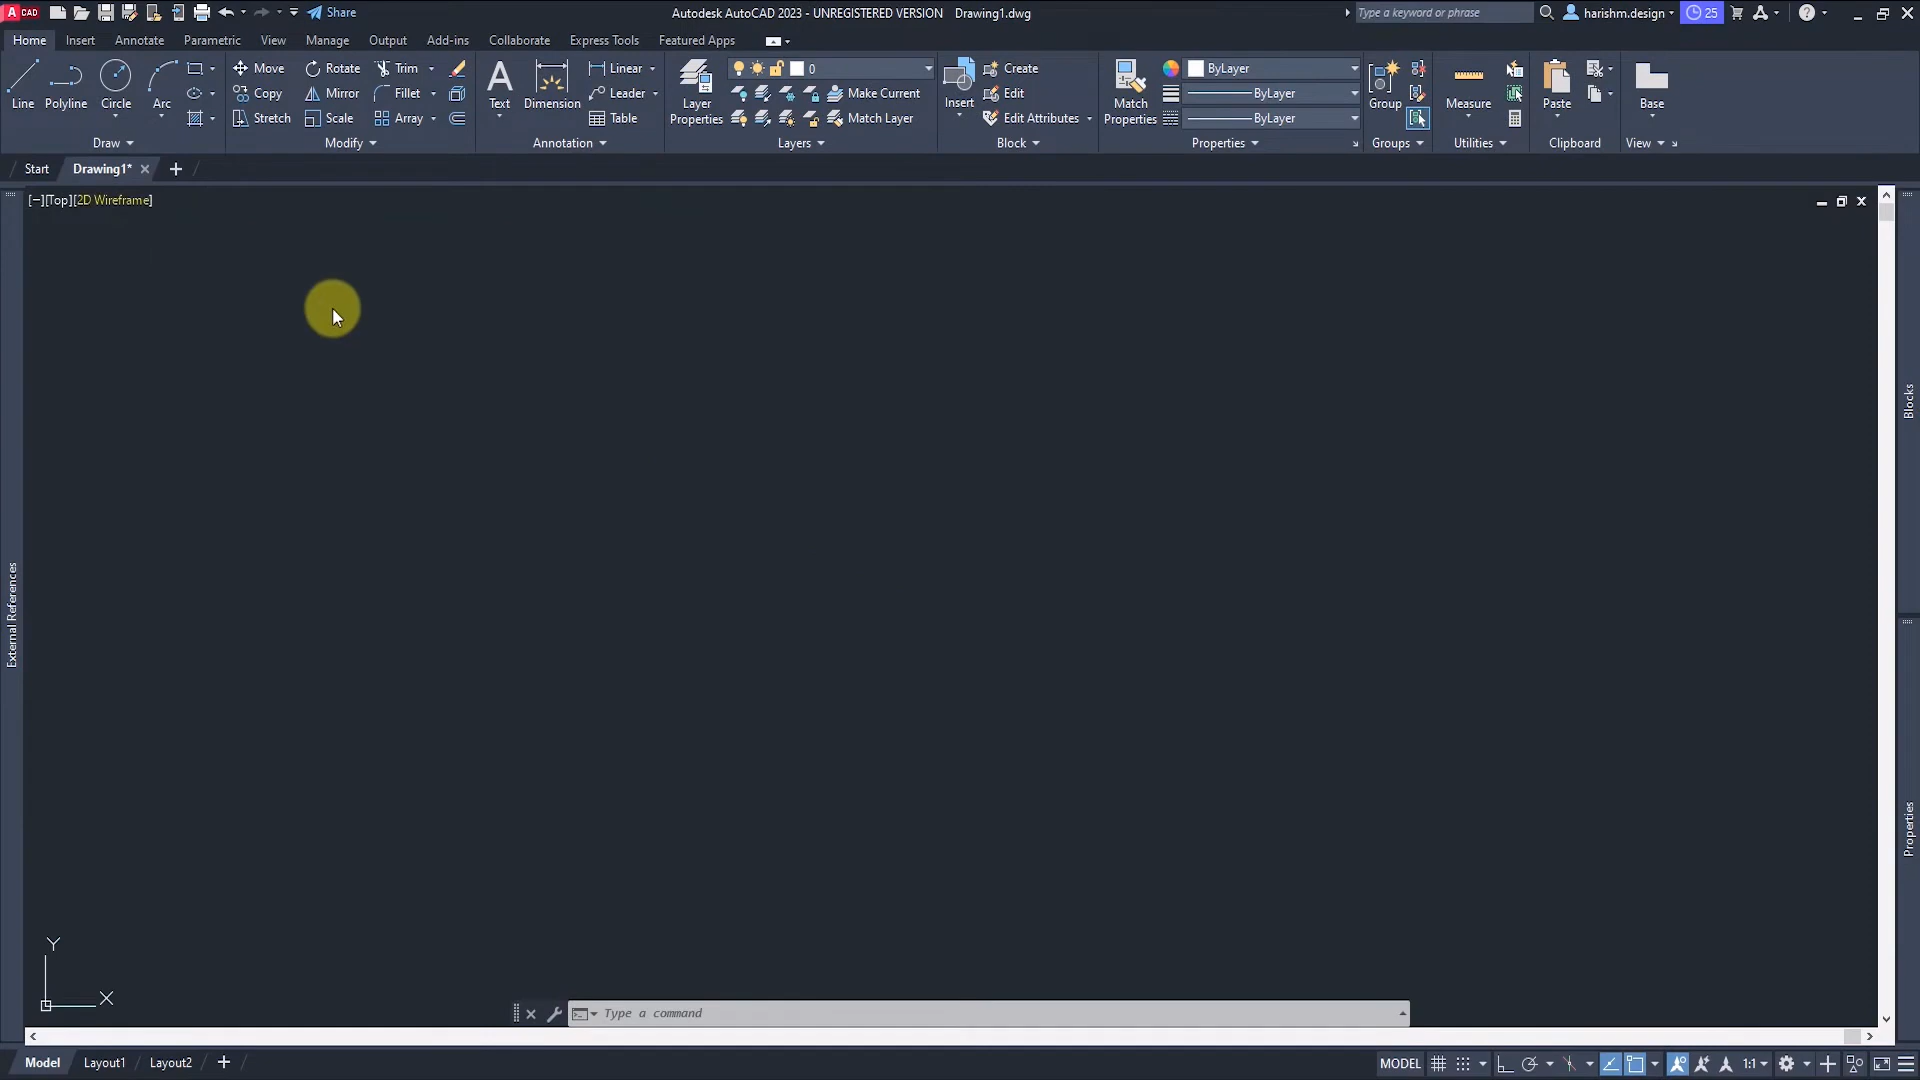 A CAD Share Autodesk AutoCAD 2023 - UNREGISTERED VERSION Drawing1.dwg Type a keyword or phrase harishm.design 25
Home Insert Annotate Parametric View Manage Output Add-ins Collaborate Express Tools Featured Apps
Line Polyline Circle Arc
Draw
Move Rotate Trim
Copy Mirror Fillet
Stretch Scale Array
Modify
Text Dimension
Linear
Leader
Table
Annotation
Layer Properties
0
Make Current
Match Layer
Layers
Insert
Create
Edit
Edit Attributes
Block
Match Properties
ByLayer
ByLayer
ByLayer
Properties
Group
Groups
Measure
Utilities
Paste
Clipboard
Base
View
Start Drawing1*
[−][Top][2D Wireframe]
External References
Blocks
Properties
Y
X
Type a command
Model Layout1 Layout2
MODEL 1:1